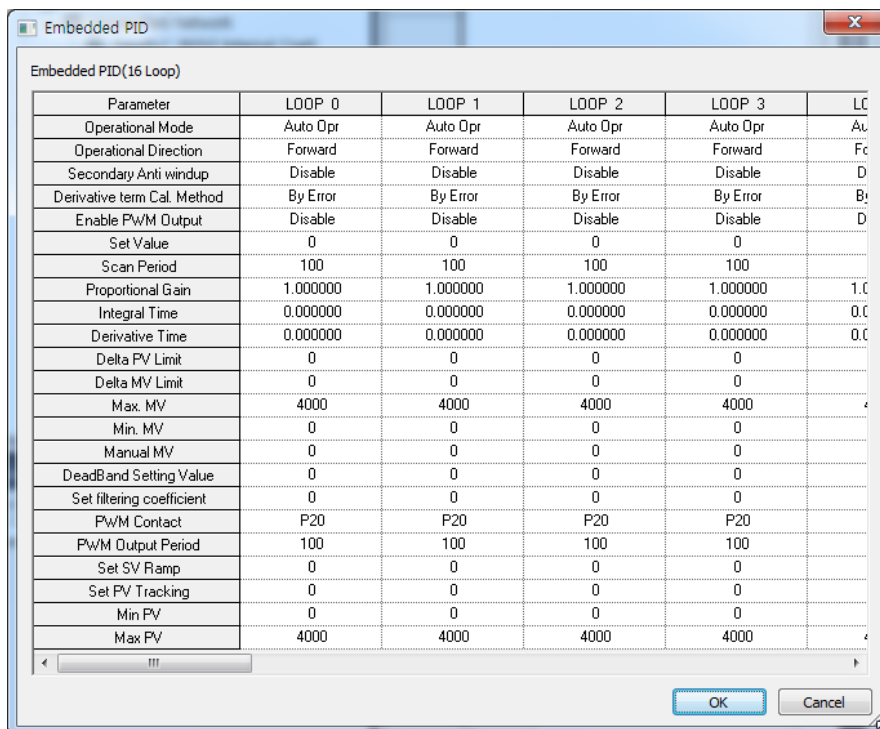 Embedded PID
Embedded PID(16 Loop)
Parameter LOOP 0 LOOP 1 LOOP 2 LOOP 3
Operational Mode Auto Opr Auto Opr Auto Opr Auto Opr
Operational Direction Forward Forward Forward Forward
Secondary Anti windup Disable Disable Disable Disable
Derivative term Cal. Method By Error By Error By Error By Error
Enable PWM Output Disable Disable Disable Disable
Set Value 0 0 0 0
Scan Period 100 100 100 100
Proportional Gain 1.000000 1.000000 1.000000 1.000000
Integral Time 0.000000 0.000000 0.000000 0.000000
Derivative Time 0.000000 0.000000 0.000000 0.000000
Delta PV Limit 0 0 0 0
Delta MV Limit 0 0 0 0
Max. MV 4000 4000 4000 4000
Min. MV 0 0 0 0
Manual MV 0 0 0 0
DeadBand Setting Value 0 0 0 0
Set filtering coefficient 0 0 0 0
PWM Contact P20 P20 P20 P20
PWM Output Period 100 100 100 100
Set SV Ramp 0 0 0 0
Set PV Tracking 0 0 0 0
Min PV 0 0 0 0
Max PV 4000 4000 4000 4000
OK Cancel